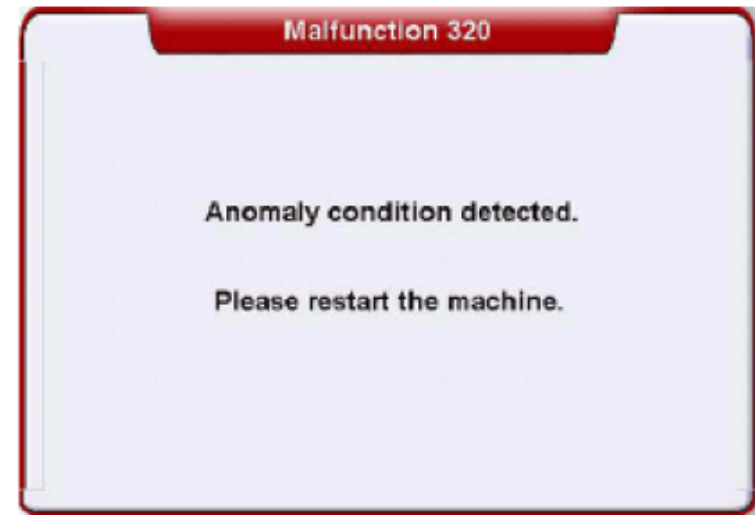 Malfunction 320
Anomaly condition detected.
Please restart the machine.